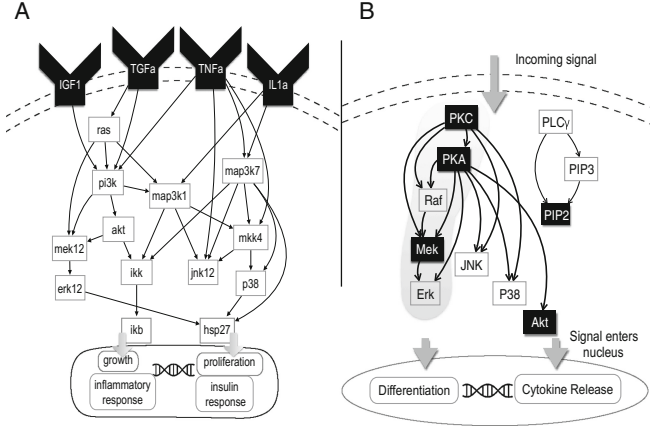 A
IGF1
TGFa
TNFa
IL1a
ras
pi3k
map3k1
map3k7
akt
mek12
mkk4
ikk
jnk12
p38
erk12
ikb
hsp27
growth
proliferation
inflammatory
response
insulin
response
B
Incoming signal
PKC
PLCγ
PKA
PIP3
Raf
PIP2
Mek
JNK
Erk
P38
Akt
Signal enters
nucleus
Differentiation
Cytokine Release